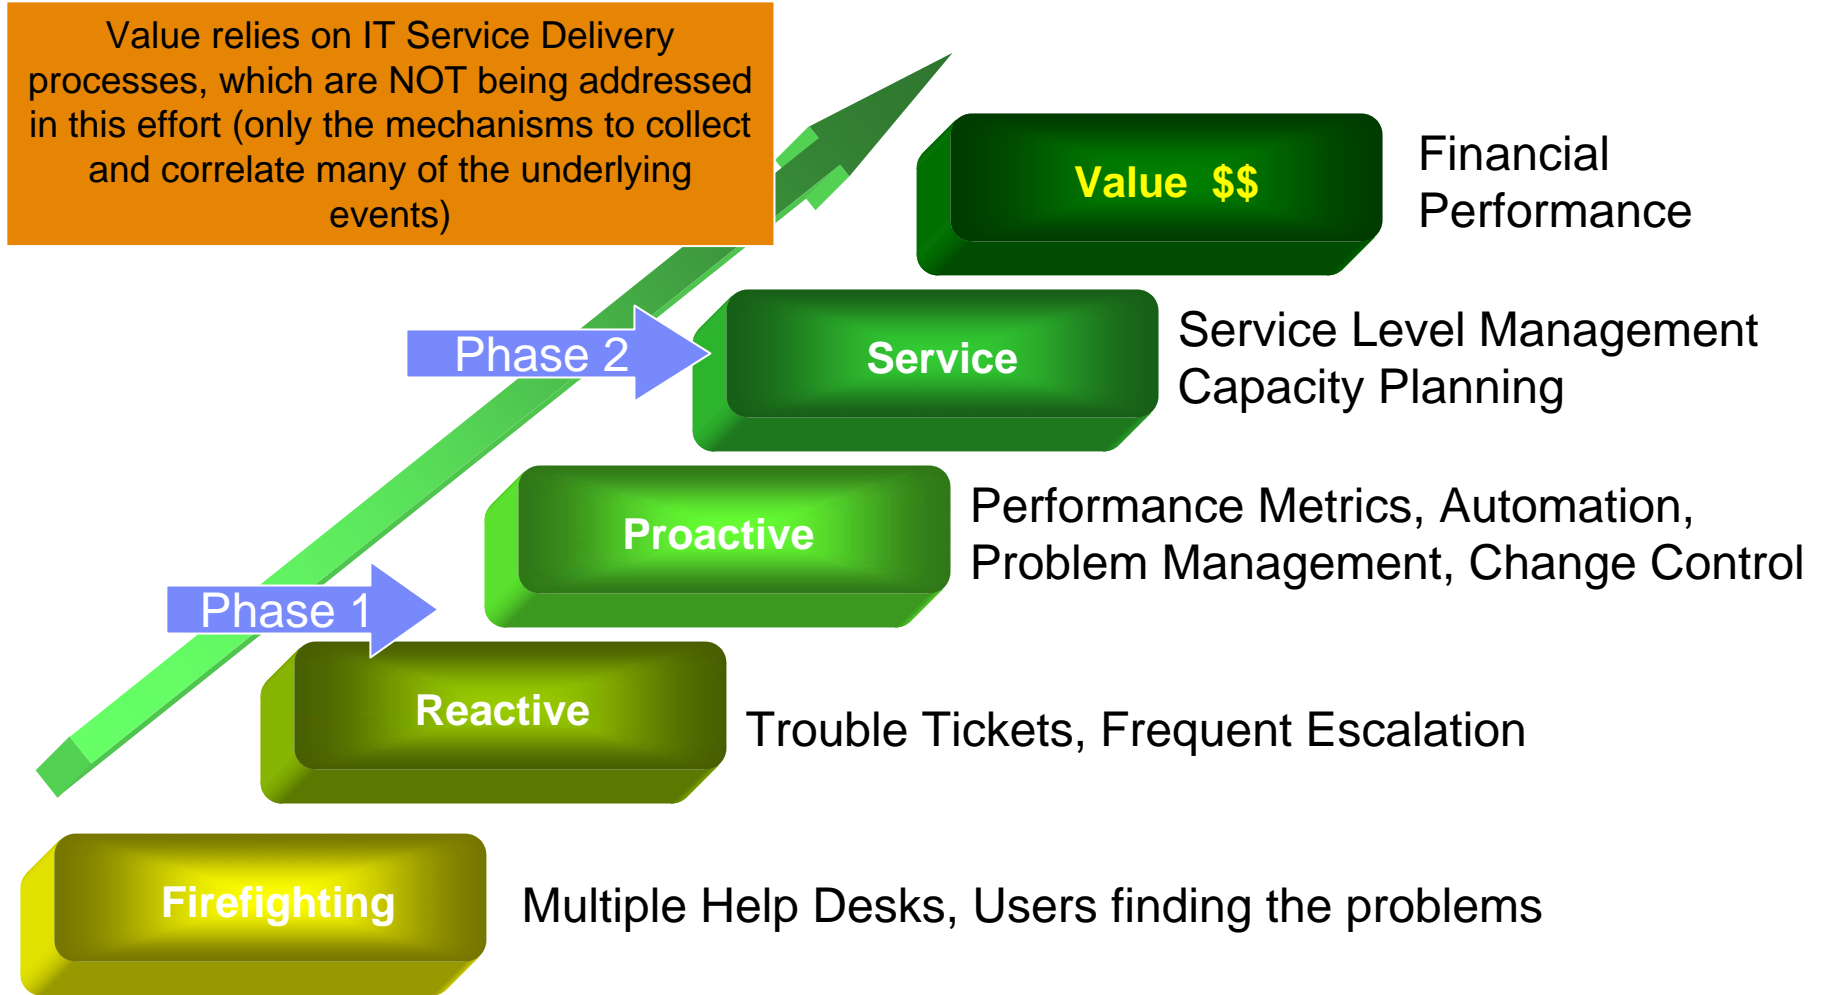 Value relies on IT Service Delivery
processes, which are NOT being addressed
in this effort (only the mechanisms to collect
and correlate many of the underlying
events)
Value $$
Financial
Performance
Phase 2
Service
Service Level Management
Capacity Planning
Proactive
Performance Metrics, Automation,
Problem Management, Change Control
Phase 1
Reactive
Trouble Tickets, Frequent Escalation
Firefighting
Multiple Help Desks, Users finding the problems